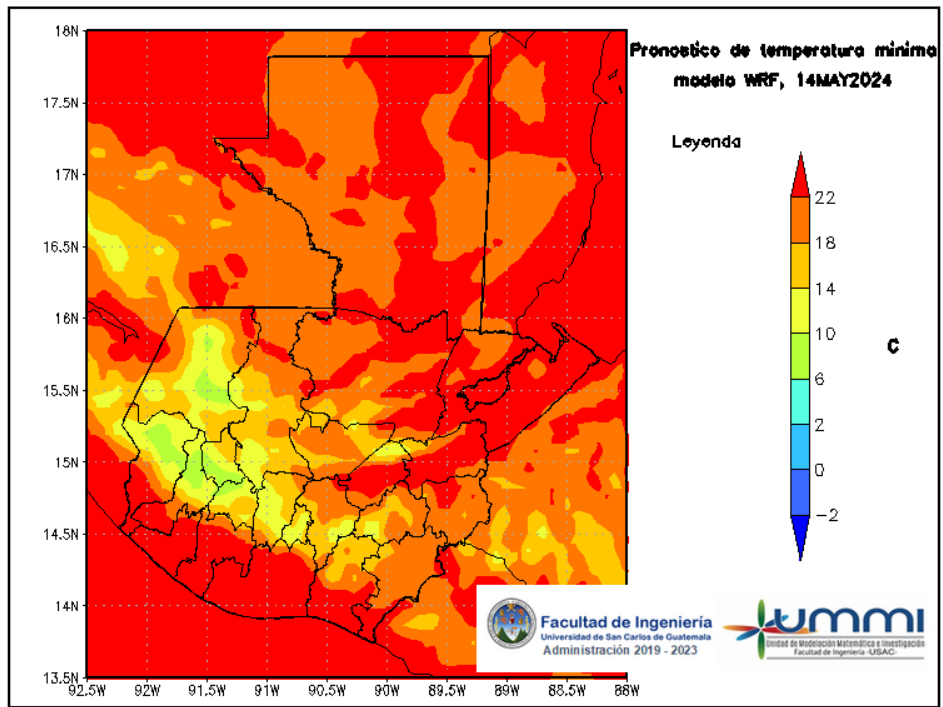 Pronostico de temperatura minima
modelo WRF, 14MAY2024
Leyenda
22
18
14
10
6
2
0
−2
C
18N
17.5N
17N
16.5N
16N
15.5N
15N
14.5N
14N
13.5N
92.5W
92W
91.5W
91W
90.5W
90W
89.5W
89W
88.5W
88W
Facultad de Ingeniería
Universidad de San Carlos de Guatemala
Administración 2019 - 2023
UMMI
Unidad de Modelación Matemática e Investigación
Facultad de Ingeniería -USAC-